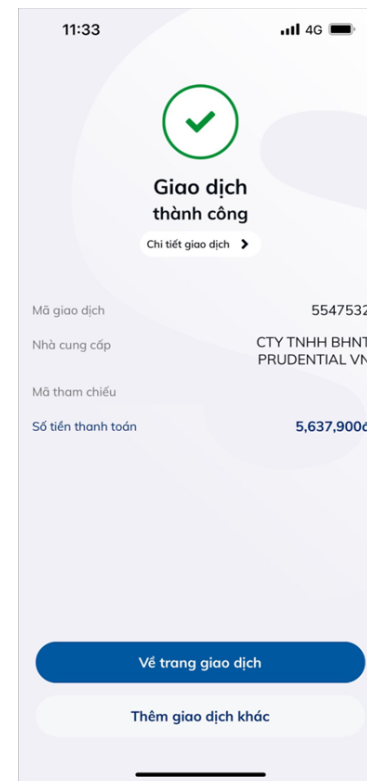 11:33 4G
Giao dịch
thành công
Chi tiết giao dịch
Mã giao dịch 5547532
Nhà cung cấp CTY TNHH BHNT
PRUDENTIAL VN
Mã tham chiếu
Số tiền thanh toán 5,637,900đ
Về trang giao dịch
Thêm giao dịch khác